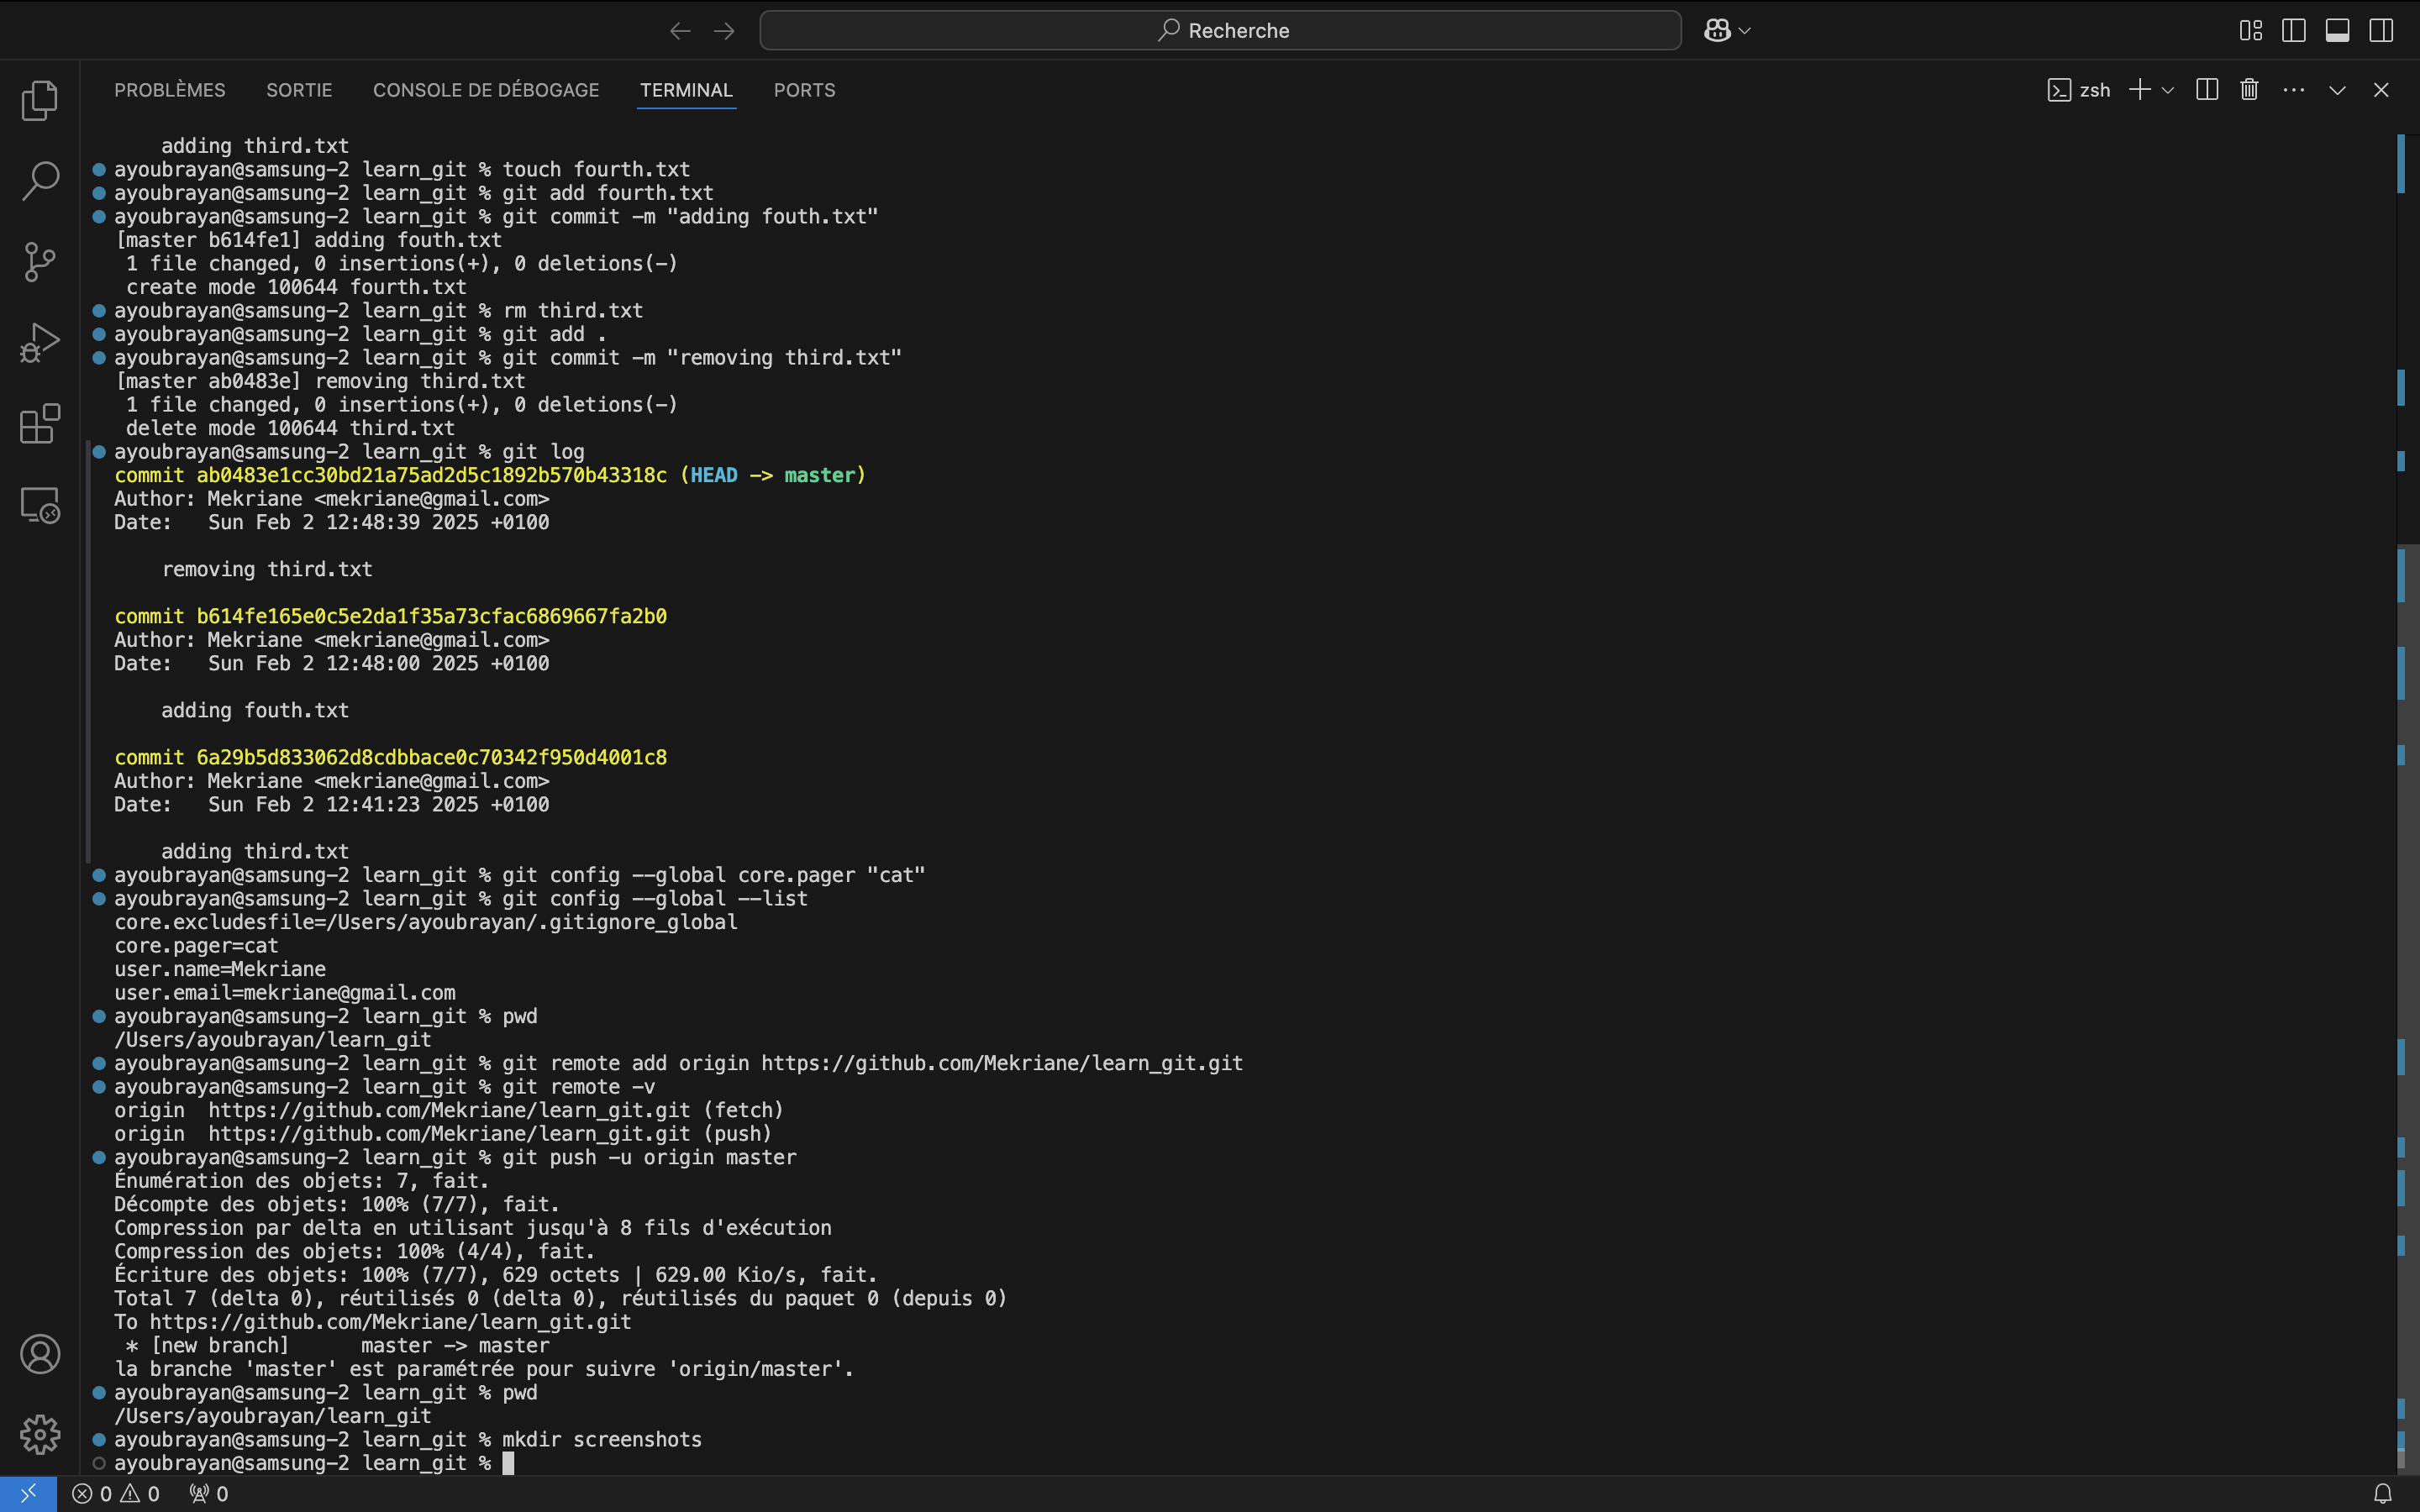 Recherche
PROBLÈMES SORTIE CONSOLE DE DÉBOGAGE TERMINAL PORTS zsh
adding third.txt
ayoubrayan@samsung-2 learn_git % touch fourth.txt
ayoubrayan@samsung-2 learn_git % git add fourth.txt
ayoubrayan@samsung-2 learn_git % git commit -m "adding fouth.txt"
[master b614fe1] adding fouth.txt
1 file changed, 0 insertions(+), 0 deletions(-)
create mode 100644 fourth.txt
ayoubrayan@samsung-2 learn_git % rm third.txt
ayoubrayan@samsung-2 learn_git % git add .
ayoubrayan@samsung-2 learn_git % git commit -m "removing third.txt"
[master ab0483e] removing third.txt
1 file changed, 0 insertions(+), 0 deletions(-)
delete mode 100644 third.txt
ayoubrayan@samsung-2 learn_git % git log
commit ab0483e1cc30bd21a75ad2d5c1892b570b43318c (HEAD -> master)
Author: Mekriane <mekriane@gmail.com>
Date:   Sun Feb 2 12:48:39 2025 +0100
removing third.txt
commit b614fe165e0c5e2da1f35a73cfac6869667fa2b0
Author: Mekriane <mekriane@gmail.com>
Date:   Sun Feb 2 12:48:00 2025 +0100
adding fouth.txt
commit 6a29b5d833062d8cdbbace0c70342f950d4001c8
Author: Mekriane <mekriane@gmail.com>
Date:   Sun Feb 2 12:41:23 2025 +0100
adding third.txt
ayoubrayan@samsung-2 learn_git % git config --global core.pager "cat"
ayoubrayan@samsung-2 learn_git % git config --global --list
core.excludesfile=/Users/ayoubrayan/.gitignore_global
core.pager=cat
user.name=Mekriane
user.email=mekriane@gmail.com
ayoubrayan@samsung-2 learn_git % pwd
/Users/ayoubrayan/learn_git
ayoubrayan@samsung-2 learn_git % git remote add origin https://github.com/Mekriane/learn_git.git
ayoubrayan@samsung-2 learn_git % git remote -v
origin  https://github.com/Mekriane/learn_git.git (fetch)
origin  https://github.com/Mekriane/learn_git.git (push)
ayoubrayan@samsung-2 learn_git % git push -u origin master
Énumération des objets: 7, fait.
Décompte des objets: 100% (7/7), fait.
Compression par delta en utilisant jusqu'à 8 fils d'exécution
Compression des objets: 100% (4/4), fait.
Écriture des objets: 100% (7/7), 629 octets | 629.00 Kio/s, fait.
Total 7 (delta 0), réutilisés 0 (delta 0), réutilisés du paquet 0 (depuis 0)
To https://github.com/Mekriane/learn_git.git
* [new branch]      master -> master
la branche 'master' est paramétrée pour suivre 'origin/master'.
ayoubrayan@samsung-2 learn_git % pwd
/Users/ayoubrayan/learn_git
ayoubrayan@samsung-2 learn_git % mkdir screenshots
ayoubrayan@samsung-2 learn_git %
0 0 0